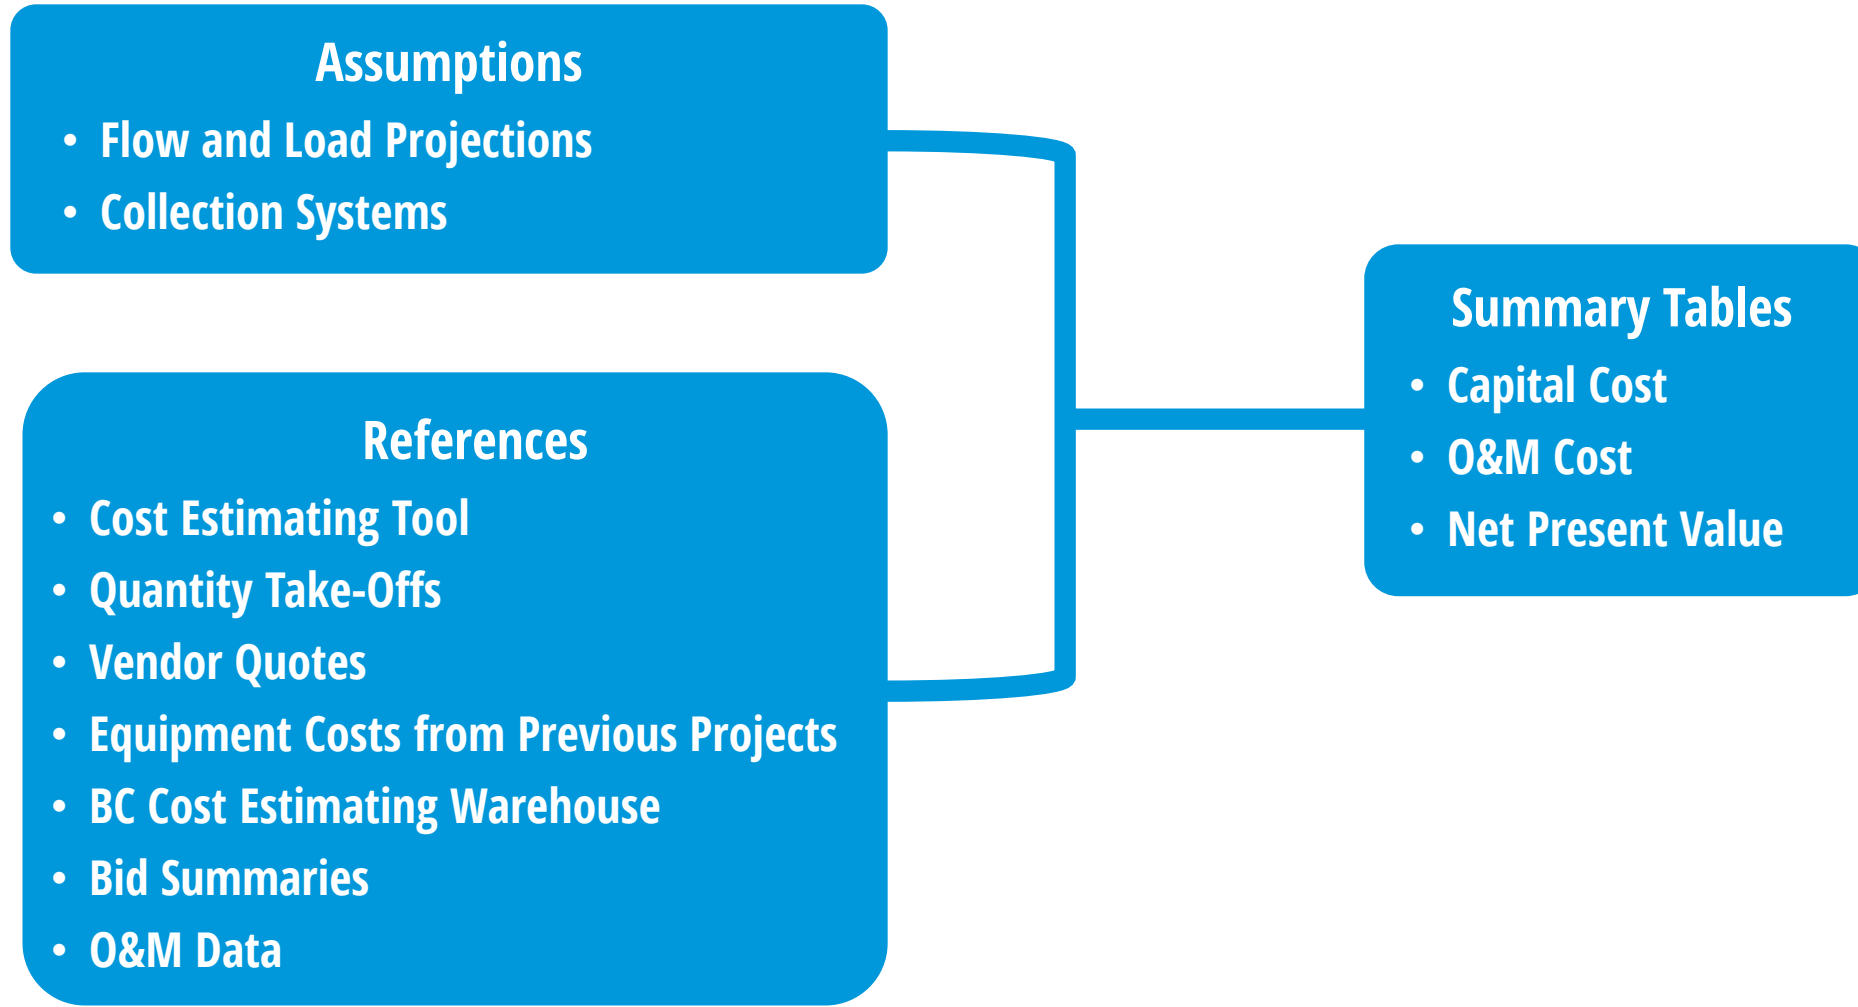 Assumptions
• Flow and Load Projections
• Collection Systems
References
• Cost Estimating Tool
• Quantity Take-Offs
• Vendor Quotes
• Equipment Costs from Previous Projects
• BC Cost Estimating Warehouse
• Bid Summaries
• O&M Data
Summary Tables
• Capital Cost
• O&M Cost
• Net Present Value